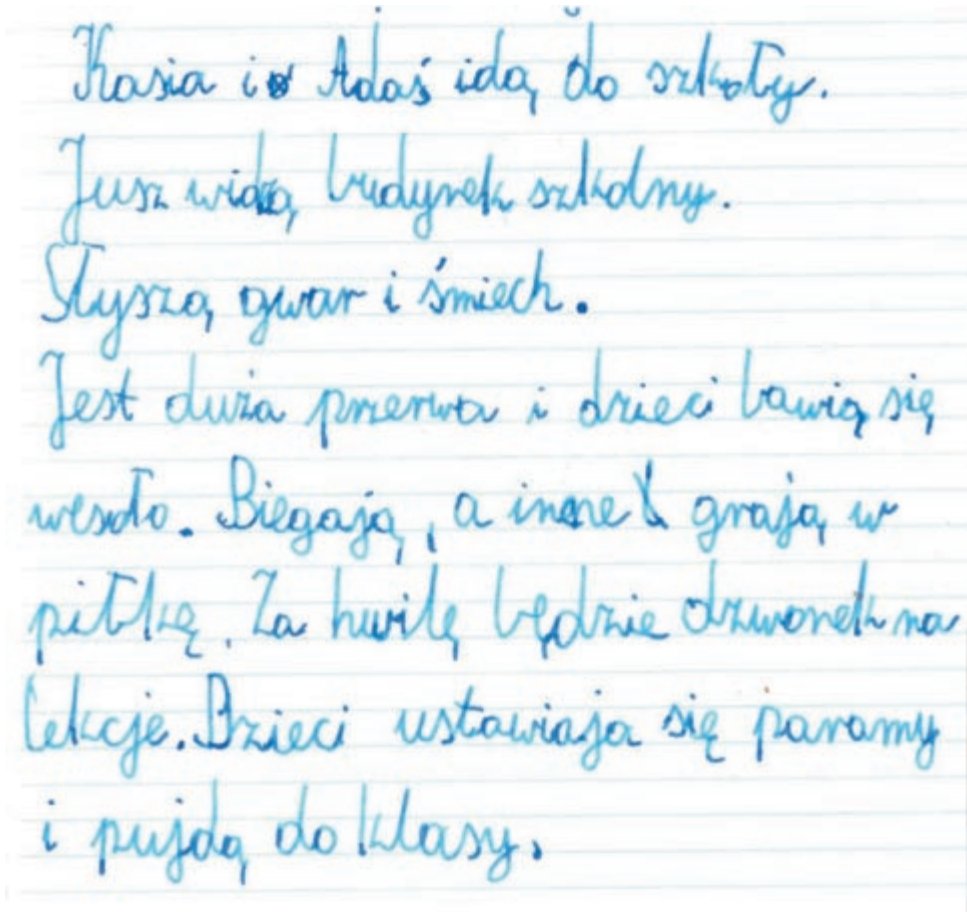 Kasia i Adaś idą do szkoły.
Jusz widzą budynek szkolny.
Słyszą gwar i śmiech.
Jest duża przerwa i dzieci bawią się
wesoło. Biegają, a inne grają w
piłkę. Za hwilę będzie dzwonek na
lekcje. Dzieci ustawiaja się paramy
i pujdą do klasy.